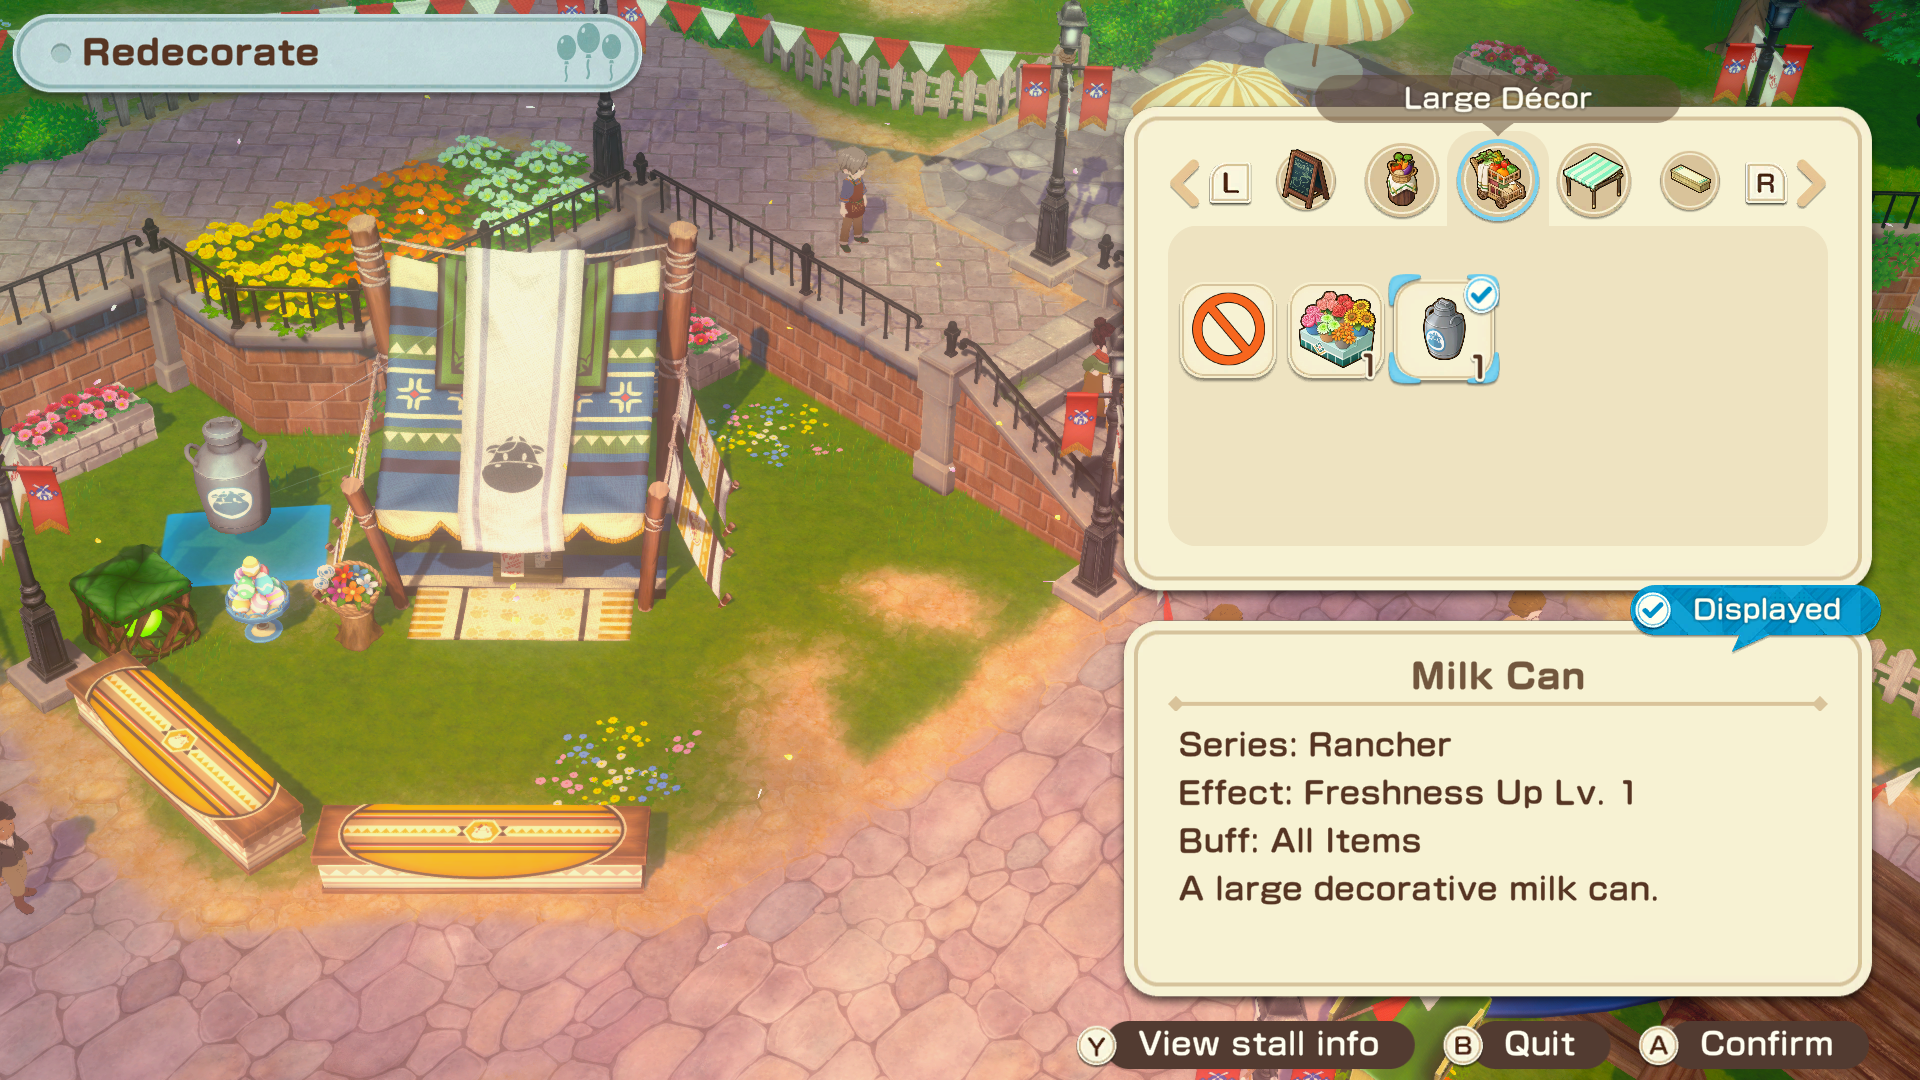 Redecorate
Large Décor
L
R
1
1
Displayed
Milk Can
Series: Rancher
Effect: Freshness Up Lv. 1
Buff: All Items
A large decorative milk can.
Y View stall info
B Quit
A Confirm